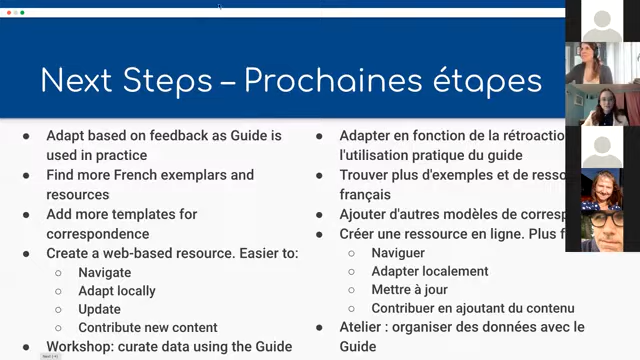 Next Steps – Prochaines étapes
Adapt based on feedback as Guide is
used in practice
Find more French exemplars and
resources
Add more templates for
correspondence
Create a web-based resource. Easier to:
Navigate
Adapt locally
Update
Contribute new content
Workshop: curate data using the Guide
Adapter en fonction de la rétroactio
l'utilisation pratique du guide
Trouver plus d'exemples et de resso
français
Ajouter d'autres modèles de corresp
Créer une ressource en ligne. Plus f
Naviguer
Adapter localement
Mettre à jour
Contribuer en ajoutant du contenu
Atelier : organiser des données avec le
Guide